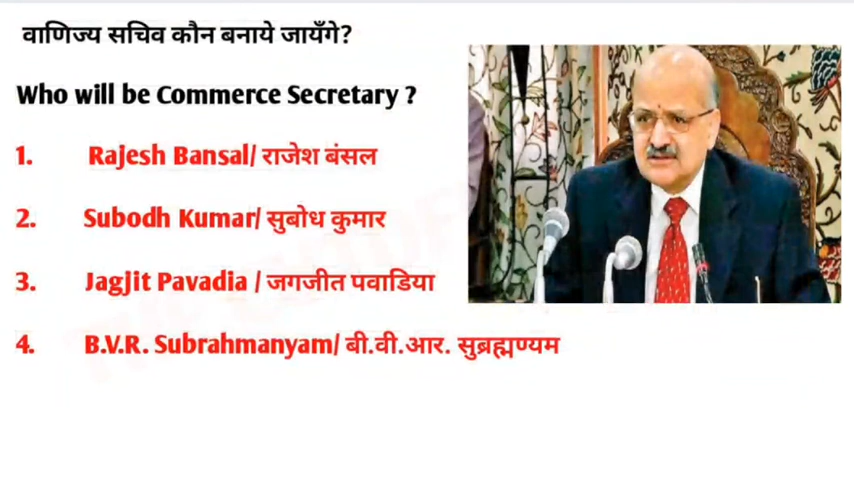 वाणिज्य सचिव कौन बनाये जायँगे?
Who will be Commerce Secretary ?
1. Rajesh Bansal/ राजेश बंसल
2. Subodh Kumar/ सुबोध कुमार
3. Jagjit Pavadia / जगजीत पवाडिया
4. B.V.R. Subrahmanyam/ बी.वी.आर. सुब्रह्मण्यम